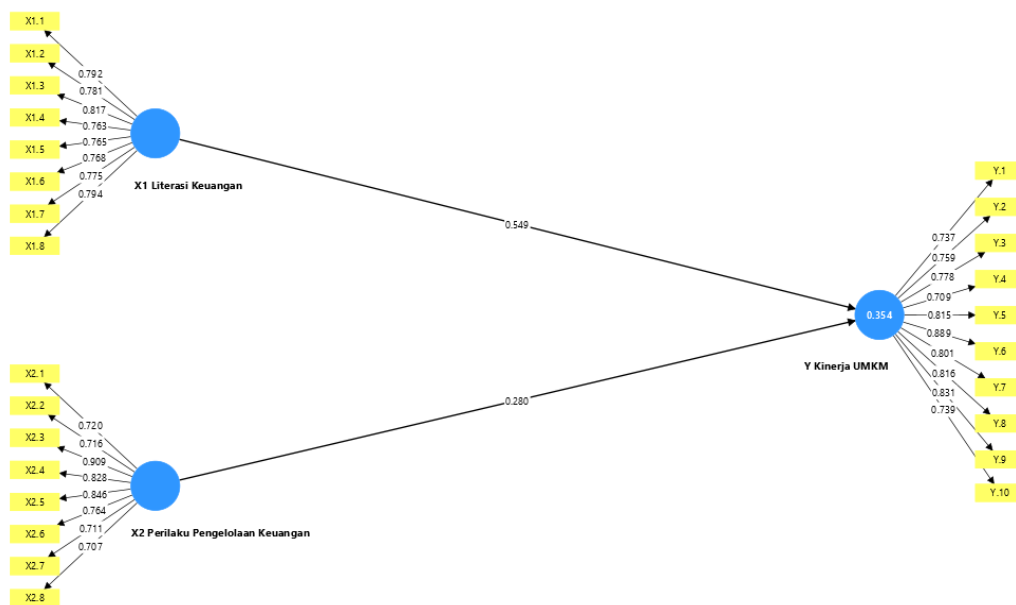 X1.1
X1.2
X1.3
X1.4
X1.5
X1.6
X1.7
X1.8
0.792
0.781
0.817
0.763
0.765
0.768
0.775
0.794
X1 Literasi Keuangan
0.549
X2.1
X2.2
X2.3
X2.4
X2.5
X2.6
X2.7
X2.8
0.720
0.716
0.909
0.828
0.846
0.764
0.711
0.707
X2 Perilaku Pengelolaan Keuangan
0.280
0.354
Y Kinerja UMKM
0.737
0.759
0.778
0.709
0.815
0.889
0.801
0.816
0.831
0.739
Y.1
Y.2
Y.3
Y.4
Y.5
Y.6
Y.7
Y.8
Y.9
Y.10